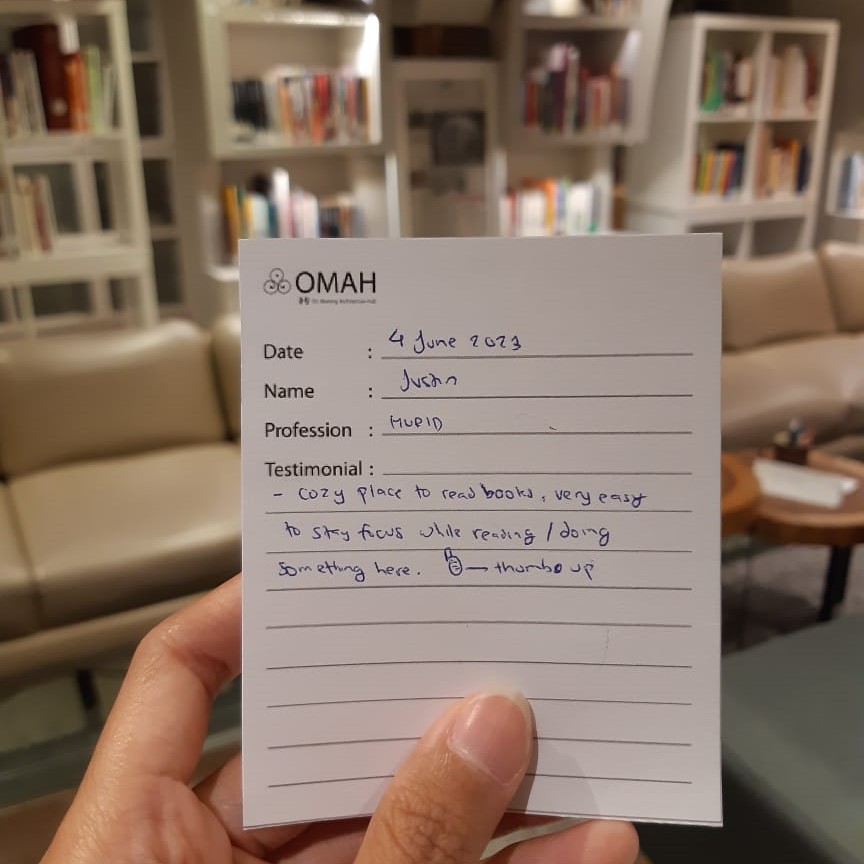 OMAH
Date : 4 June 2023
Name : Justin
Profession : MURID
Testimonial :
- cozy place to read books, very easy
to stay focus while reading / doing
something here. — thumbs up